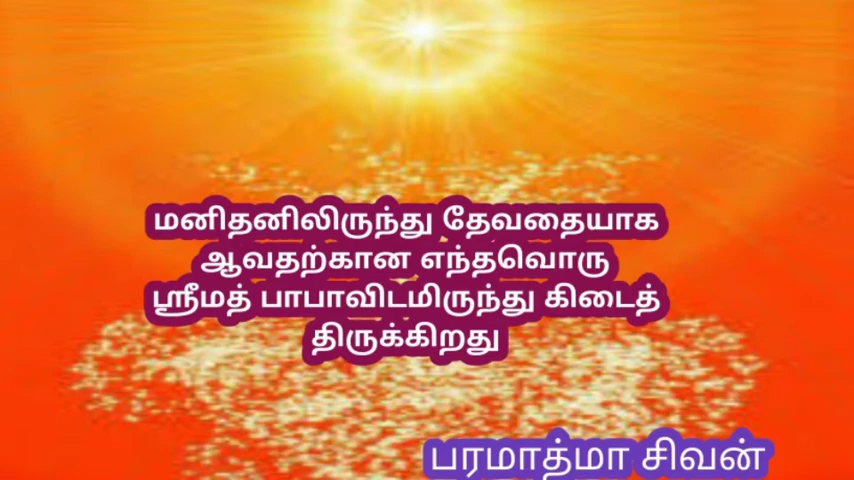 மனிதனிலிருந்து தேவதையாக
ஆவதற்கான எந்தவொரு
ஸ்ரீமத் பாபாவிடமிருந்து கிடைத்
திருக்கிறது
பரமாத்மா சிவன்